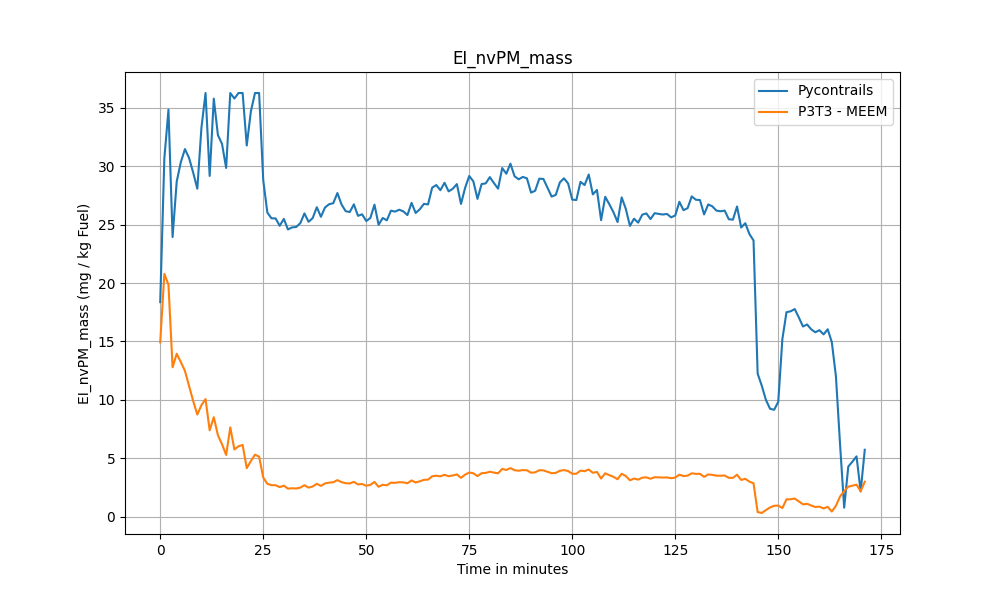 EI_nvPM_mass
Pycontrails
P3T3 - MEEM
EI_nvPM_mass (mg / kg Fuel)
35
30
25
20
15
10
5
0
0 25 50 75 100 125 150 175
Time in minutes